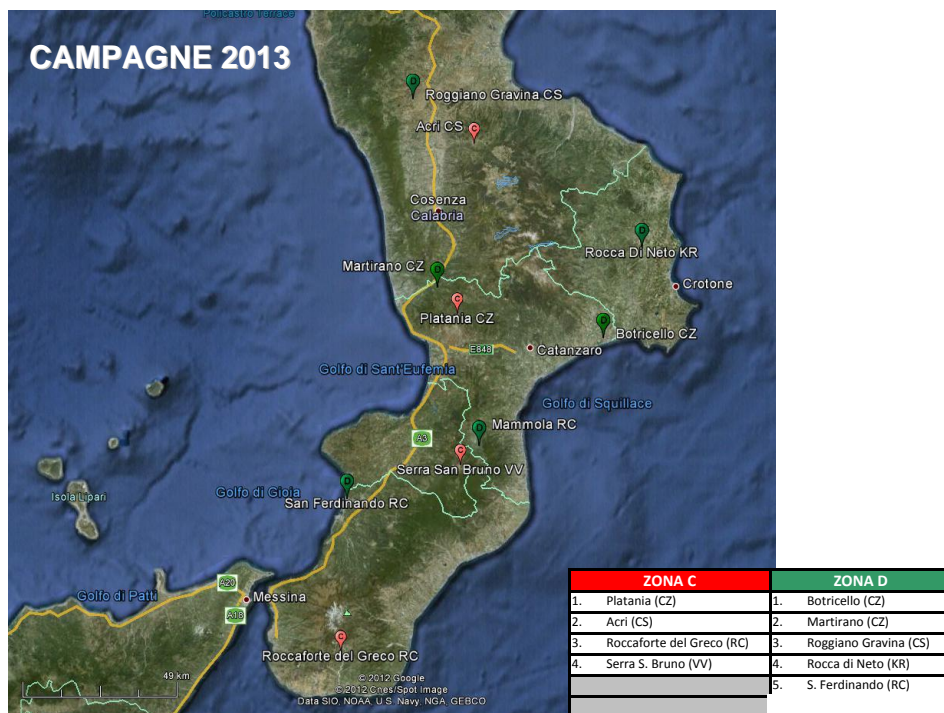 Policastro Terrace
CAMPAGNE 2013
D
Roggiano Gravina CS
Acri CS
C
Cosenza
Calabria
D
Rocca Di Neto KR
Martirano CZ
D
Crotone
C
Platania CZ
D
Botricello CZ
E848
Catanzaro
Golfo di Sant'Eufemia
Golfo di Squillace
D
Mammola RC
A3
C
Serra San Bruno VV
D
Isola Lipari
Golfo di Gioia
San Ferdinando RC
A20
Golfo di Patti
Messina
A18
C
Roccaforte del Greco RC
49 km
© 2012 Google
© 2012 Cnes/Spot Image
Data SIO, NOAA, U.S. Navy, NGA, GEBCO
ZONA C ZONA D
1. Platania (CZ) 1. Botricello (CZ)
2. Acri (CS) 2. Martirano (CZ)
3. Roccaforte del Greco (RC) 3. Roggiano Gravina (CS)
4. Serra S. Bruno (VV) 4. Rocca di Neto (KR)
5. S. Ferdinando (RC)